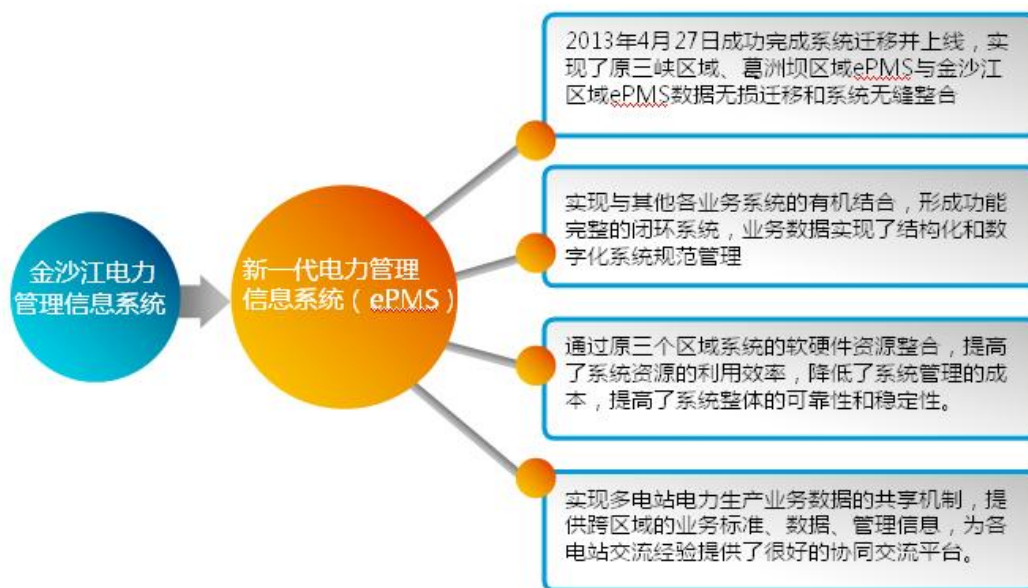 金沙江电力
管理信息系统
新一代电力管理
信息系统（ePMS）
2013年4月27日成功完成系统迁移并上线，实
现了原三峡区域、葛洲坝区域ePMS与金沙江
区域ePMS数据无损迁移和系统无缝整合
实现与其他各业务系统的有机结合，形成功能
完整的闭环系统，业务数据实现了结构化和数
字化系统规范管理
通过原三个区域系统的软硬件资源整合，提高
了系统资源的利用效率，降低了系统管理的成
本，提高了系统整体的可靠性和稳定性。
实现多电站电力生产业务数据的共享机制，提
供跨区域的业务标准、数据、管理信息，为各
电站交流经验提供了很好的协同交流平台。